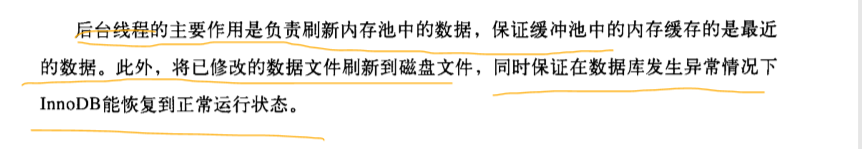 后台线程的主要作用是负责刷新内存池中的数据，保证缓冲池中的内存缓存的是最近
的数据。此外，将已修改的数据文件刷新到磁盘文件，同时保证在数据库发生异常情况下
InnoDB能恢复到正常运行状态。